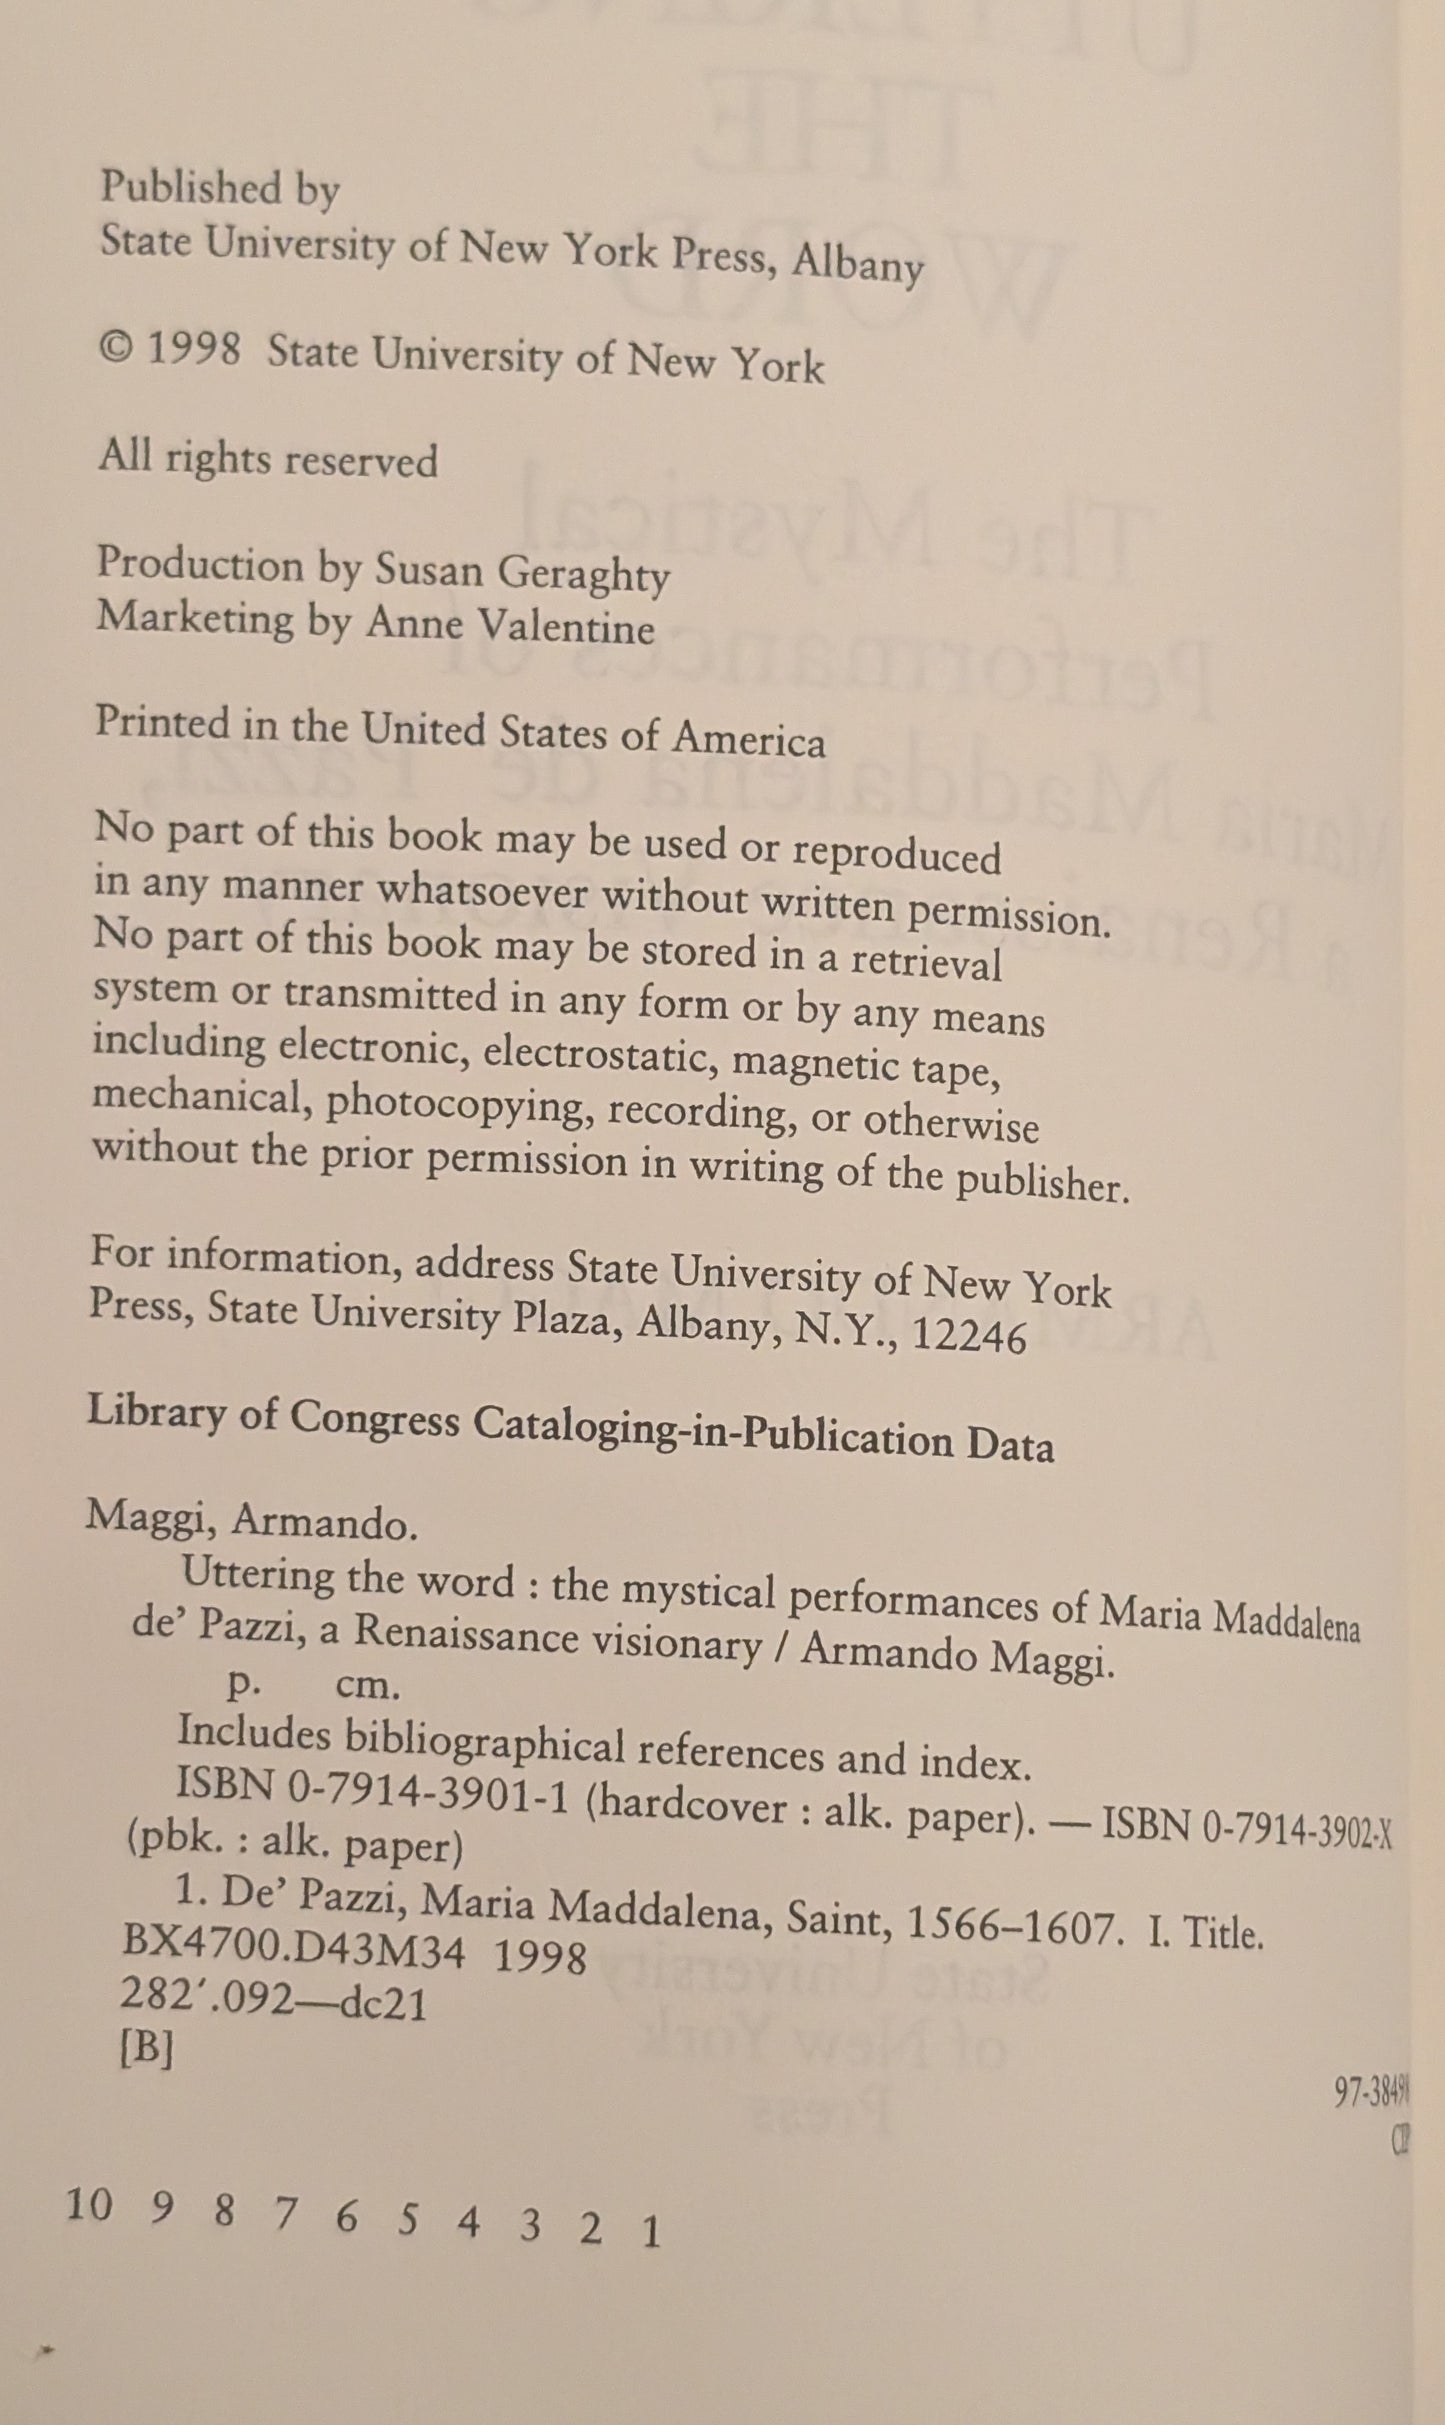 Published by
State University of New York Press, Albany
© 1998 State University of New York
All rights reserved
Production by Susan Geraghty
Marketing by Anne Valentine
Printed in the United States of America
No part of this book may be used or reproduced
in any manner whatsoever without written permission.
No part of this book may be stored in a retrieval
system or transmitted in any form or by any means
including electronic, electrostatic, magnetic tape,
mechanical, photocopying, recording, or otherwise
without the prior permission in writing of the publisher.
For information, address State University of New York
Press, State University Plaza, Albany, N.Y., 12246
Library of Congress Cataloging-in-Publication Data
Maggi, Armando.
Uttering the word : the mystical performances of Maria Maddalena
de’ Pazzi, a Renaissance visionary / Armando Maggi.
p. cm.
Includes bibliographical references and index.
ISBN 0-7914-3901-1 (hardcover : alk. paper). — ISBN 0-7914-3902-X
(pbk. : alk. paper)
1. De’ Pazzi, Maria Maddalena, Saint, 1566–1607. I. Title.
BX4700.D43M34 1998
282′.092—dc21
[B]
10 9 8 7 6 5 4 3 2 1